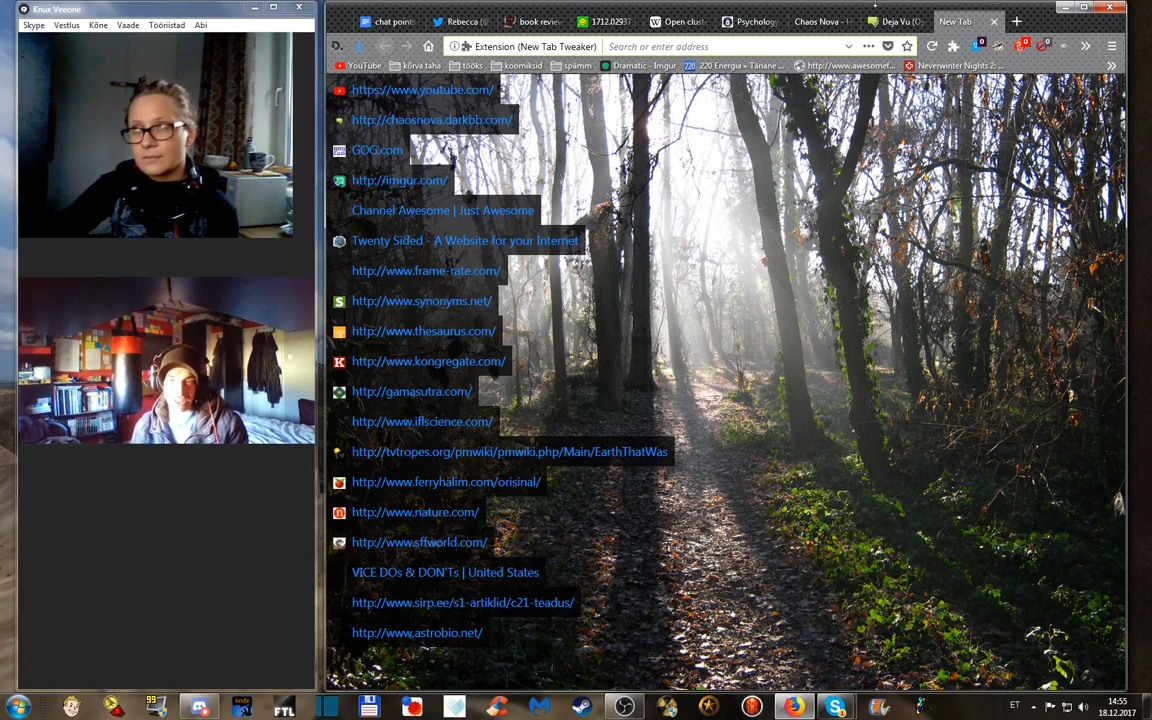 Knux Veeone
Skype Vestlus Kõne Vaade Tööriistad Abi
chat points
Rebecca (
book review
1712.02937
Open cluste
Psychology
Chaos Nova - H
Deja Vu (Op
New Tab
Extension (New Tab Tweaker)
Search or enter address
YouTube
kõrva taha
tööks
koomiksid
spämm
Dramatic - Imgur
220 Energia » Tänane ...
http://www.awesomef...
Neverwinter Nights 2: ...
https://www.youtube.com/
http://chaosnova.darkbb.com/
GOG.com
http://imgur.com/
Channel Awesome | Just Awesome
Twenty Sided - A Website for your Internet
http://www.frame-rate.com/
http://www.synonyms.net/
http://www.thesaurus.com/
http://www.kongregate.com/
http://gamasutra.com/
http://www.iflscience.com/
http://tvtropes.org/pmwiki/pmwiki.php/Main/EarthThatWas
http://www.ferryhalim.com/orisinal/
http://www.nature.com/
http://www.sffworld.com/
VICE DOs & DON'Ts | United States
http://www.sirp.ee/s1-artiklid/c21-teadus/
http://www.astrobio.net/
99
kindle
FTL
ET
14:55
18.12.2017